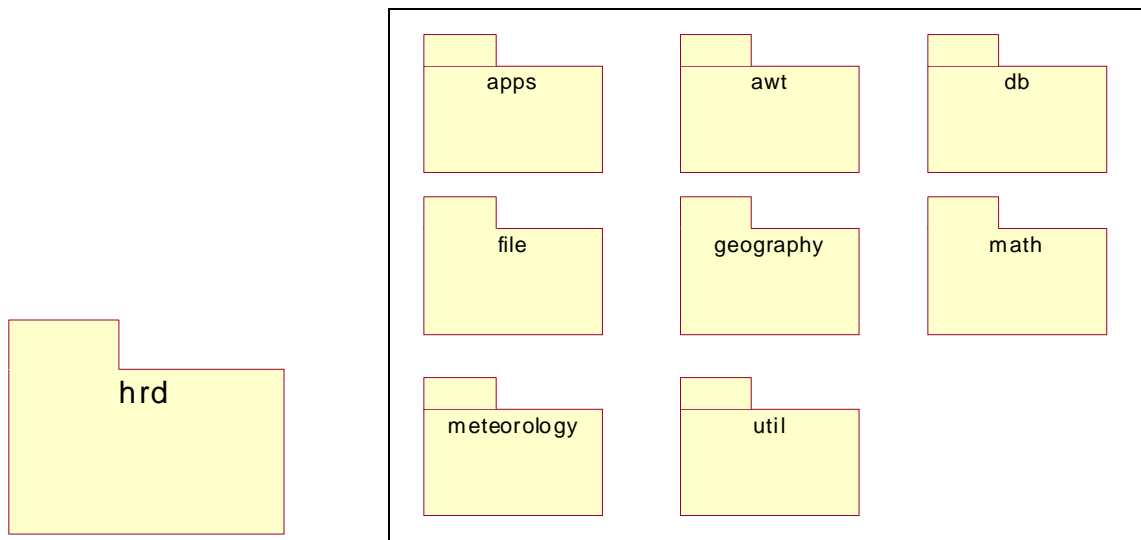 apps
awt
db
file
geography
math
hrd
meteorology
util